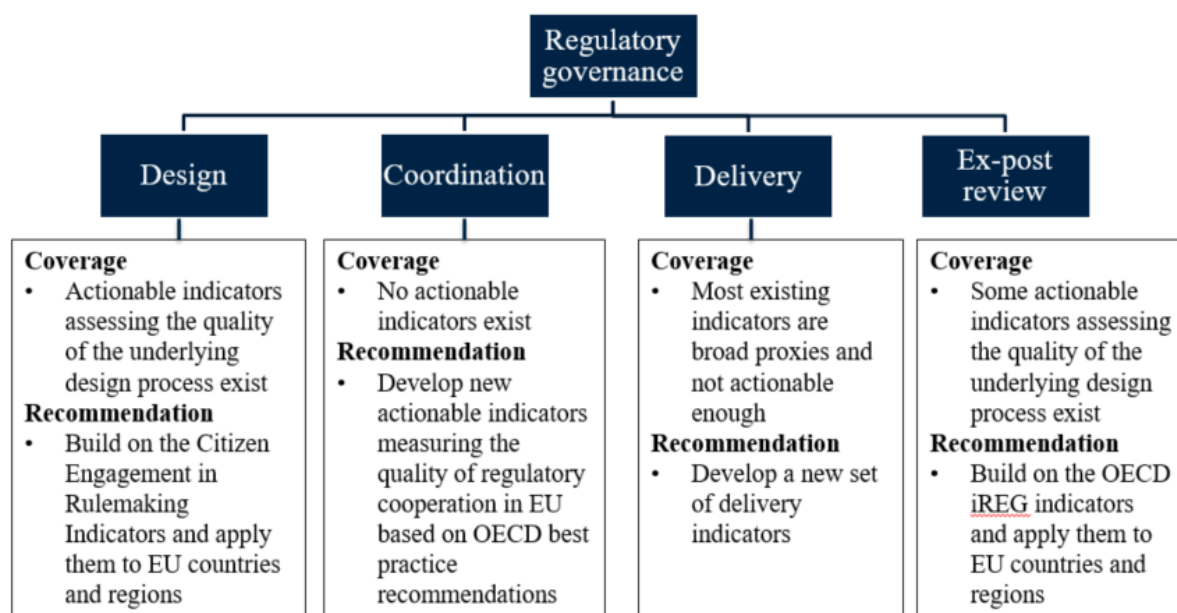 Regulatory
governance
Design
Coordination
Delivery
Ex-post
review
Coverage
• Actionable indicators
assessing the quality
of the underlying
design process exist
Recommendation
• Build on the Citizen
Engagement in
Rulemaking
Indicators and apply
them to EU countries
and regions
Coverage
• No actionable
indicators exist
Recommendation
• Develop new
actionable indicators
measuring the
quality of regulatory
cooperation in EU
based on OECD best
practice
recommendations
Coverage
• Most existing
indicators are
broad proxies and
not actionable
enough
Recommendation
• Develop a new set
of delivery
indicators
Coverage
• Some actionable
indicators assessing
the quality of the
underlying design
process exist
Recommendation
• Build on the OECD
iREG indicators
and apply them to
EU countries and
regions